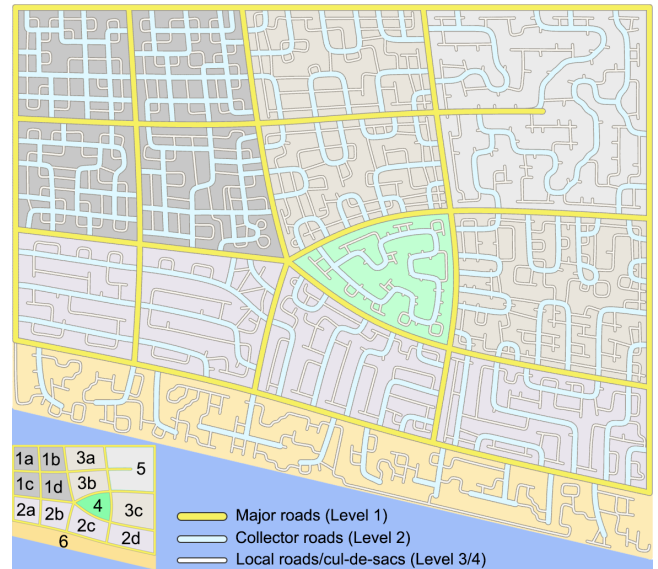 1a 1b 3a 5
1c 1d 3b
4
2a 2b 2c 3c
2d
6
Major roads (Level 1)
Collector roads (Level 2)
Local roads/cul-de-sacs (Level 3/4)